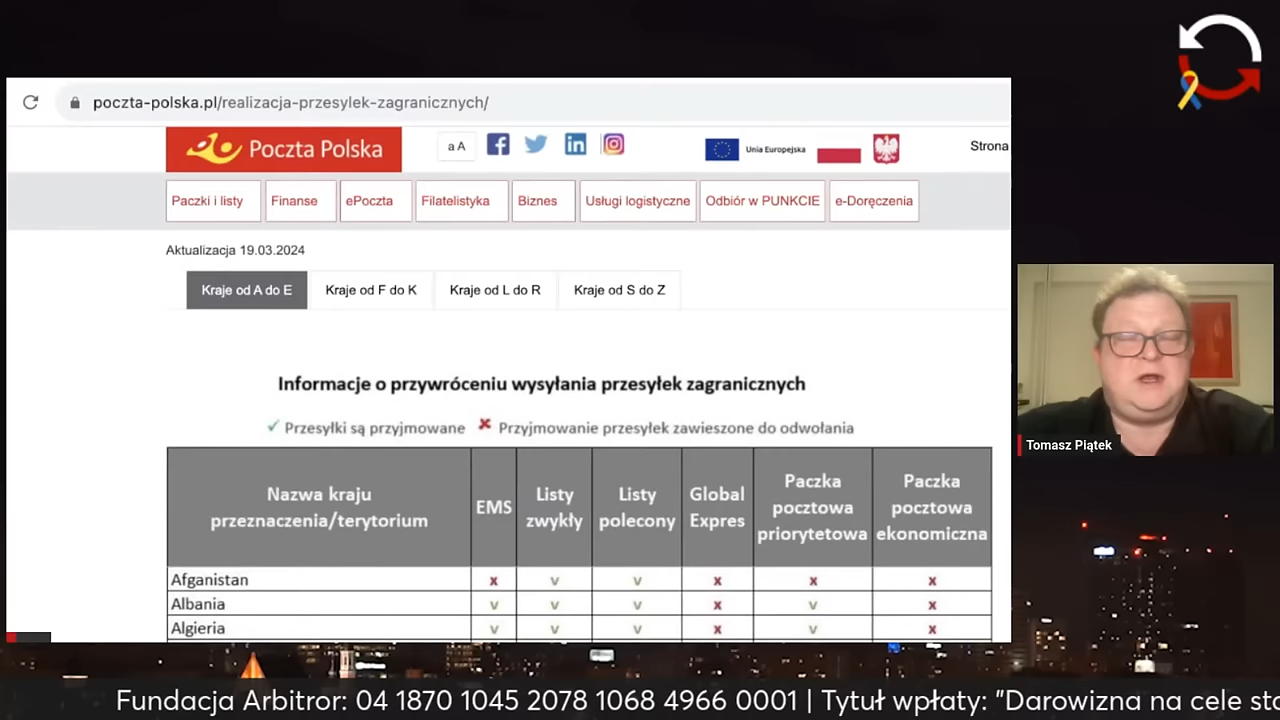 poczta-polska.pl/realizacja-przesylek-zagranicznych/
Poczta Polska
a A
Unia Europejska
Strona
Paczki i listy
Finanse
ePoczta
Filatelistyka
Biznes
Usługi logistyczne
Odbiór w PUNKCIE
e-Doręczenia
Aktualizacja 19.03.2024
Kraje od A do E
Kraje od F do K
Kraje od L do R
Kraje od S do Z
Informacje o przywróceniu wysyłania przesyłek zagranicznych
✓ Przesyłki są przyjmowane ✘ Przyjmowanie przesyłek zawieszone do odwołania
Nazwa kraju
przeznaczenia/terytorium
EMS
Listy
zwykły
Listy
polecony
Global
Expres
Paczka
pocztowa
priorytetowa
Paczka
pocztowa
ekonomiczna
Afganistan x v v x x x
Albania v v v x v x
Algieria v v v x v x
Tomasz Piątek
Fundacja Arbitror: 04 1870 1045 2078 1068 4966 0001 | Tytuł wpłaty: "Darowizna na cele sta